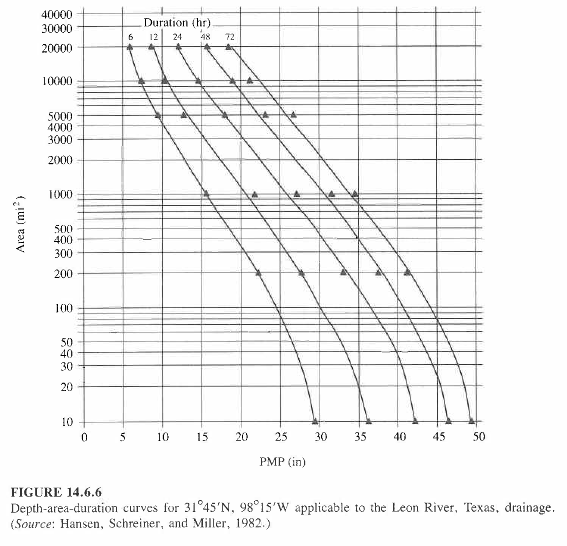 Duration (hr)
6 12 24 48 72
40000
30000
20000
10000
5000
4000
3000
2000
1000
500
400
300
200
100
50
40
30
20
10
Area (mi²)
0 5 10 15 20 25 30 35 40 45 50
PMP (in)
FIGURE 14.6.6
Depth-area-duration curves for 31°45′N, 98°15′W applicable to the Leon River, Texas, drainage.
(Source: Hansen, Schreiner, and Miller, 1982.)